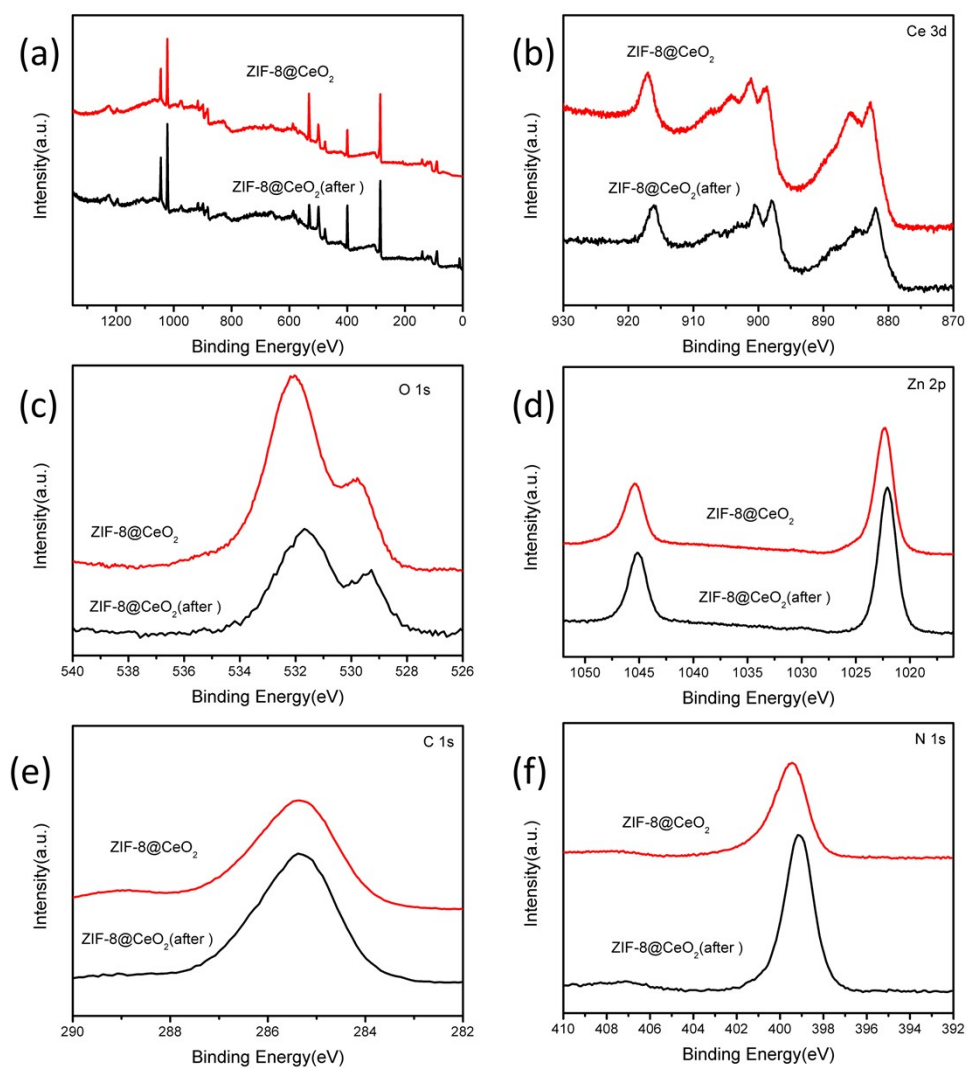 (a)
ZIF-8@CeO₂
ZIF-8@CeO₂(after )
Intensity(a.u.)
1200 1000 800 600 400 200 0
Binding Energy(eV)
(b)
Ce 3d
ZIF-8@CeO₂
ZIF-8@CeO₂(after )
Intensity(a.u.)
930 920 910 900 890 880 870
Binding Energy(eV)
(c)
O 1s
ZIF-8@CeO₂
ZIF-8@CeO₂(after )
Intensity(a.u.)
540 538 536 534 532 530 528 526
Binding Energy(eV)
(d)
Zn 2p
ZIF-8@CeO₂
ZIF-8@CeO₂(after )
Intensity(a.u.)
1050 1045 1040 1035 1030 1025 1020
Binding Energy(eV)
(e)
C 1s
ZIF-8@CeO₂
ZIF-8@CeO₂(after )
Intensity(a.u.)
290 288 286 284 282
Binding Energy(eV)
(f)
N 1s
ZIF-8@CeO₂
ZIF-8@CeO₂(after )
Intensity(a.u.)
410 408 406 404 402 400 398 396 394 392
Binding Energy(eV)